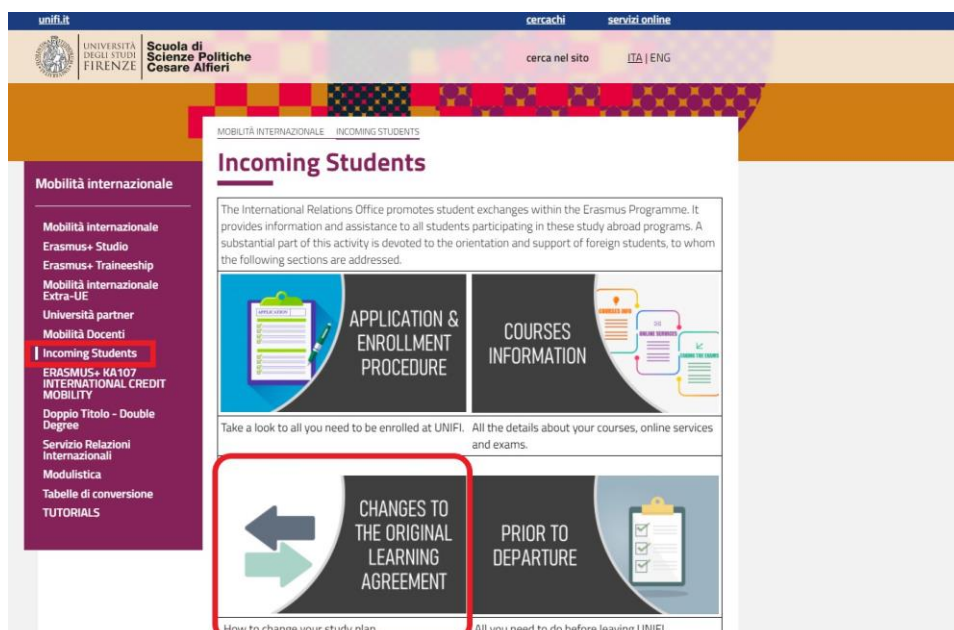 unifi.it
cercachi
servizi online
UNIVERSITÀ
DEGLI STUDI
FIRENZE
Scuola di
Scienze Politiche
Cesare Alfieri
cerca nel sito
ITA | ENG
MOBILITÀ INTERNAZIONALE INCOMING STUDENTS
Incoming Students
Mobilità internazionale
Mobilità internazionale
Erasmus+ Studio
Erasmus+ Traineeship
Mobilità internazionale
Extra-UE
Università partner
Mobilità Docenti
Incoming Students
ERASMUS+ KA107
INTERNATIONAL CREDIT
MOBILITY
Doppio Titolo - Double
Degree
Servizio Relazioni
Internazionali
Modulistica
Tabelle di conversione
TUTORIALS
The International Relations Office promotes student exchanges within the Erasmus Programme. It
provides information and assistance to all students participating in these study abroad programs. A
substantial part of this activity is devoted to the orientation and support of foreign students, to whom
the following sections are addressed.
APPLICATION
APPLICATION &
ENROLLMENT
PROCEDURE
COURSES
INFORMATION
COURSES INFO
ONLINE SERVICES
TAKING THE EXAMS
Take a look to all you need to be enrolled at UNIFI.
All the details about your courses, online services
and exams.
CHANGES TO
THE ORIGINAL
LEARNING
AGREEMENT
PRIOR TO
DEPARTURE
How to change your study plan
All you need to do before leaving UNIFI